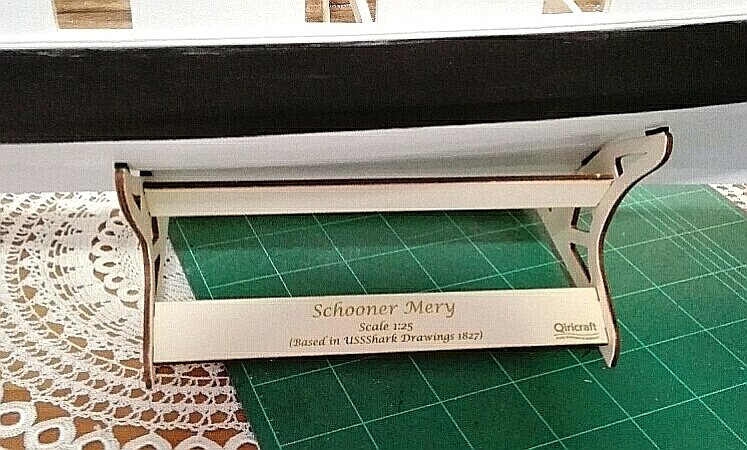 Schooner Mery
Scale 1:25
(Based in USSShark Drawings 1827)
Qiricraft